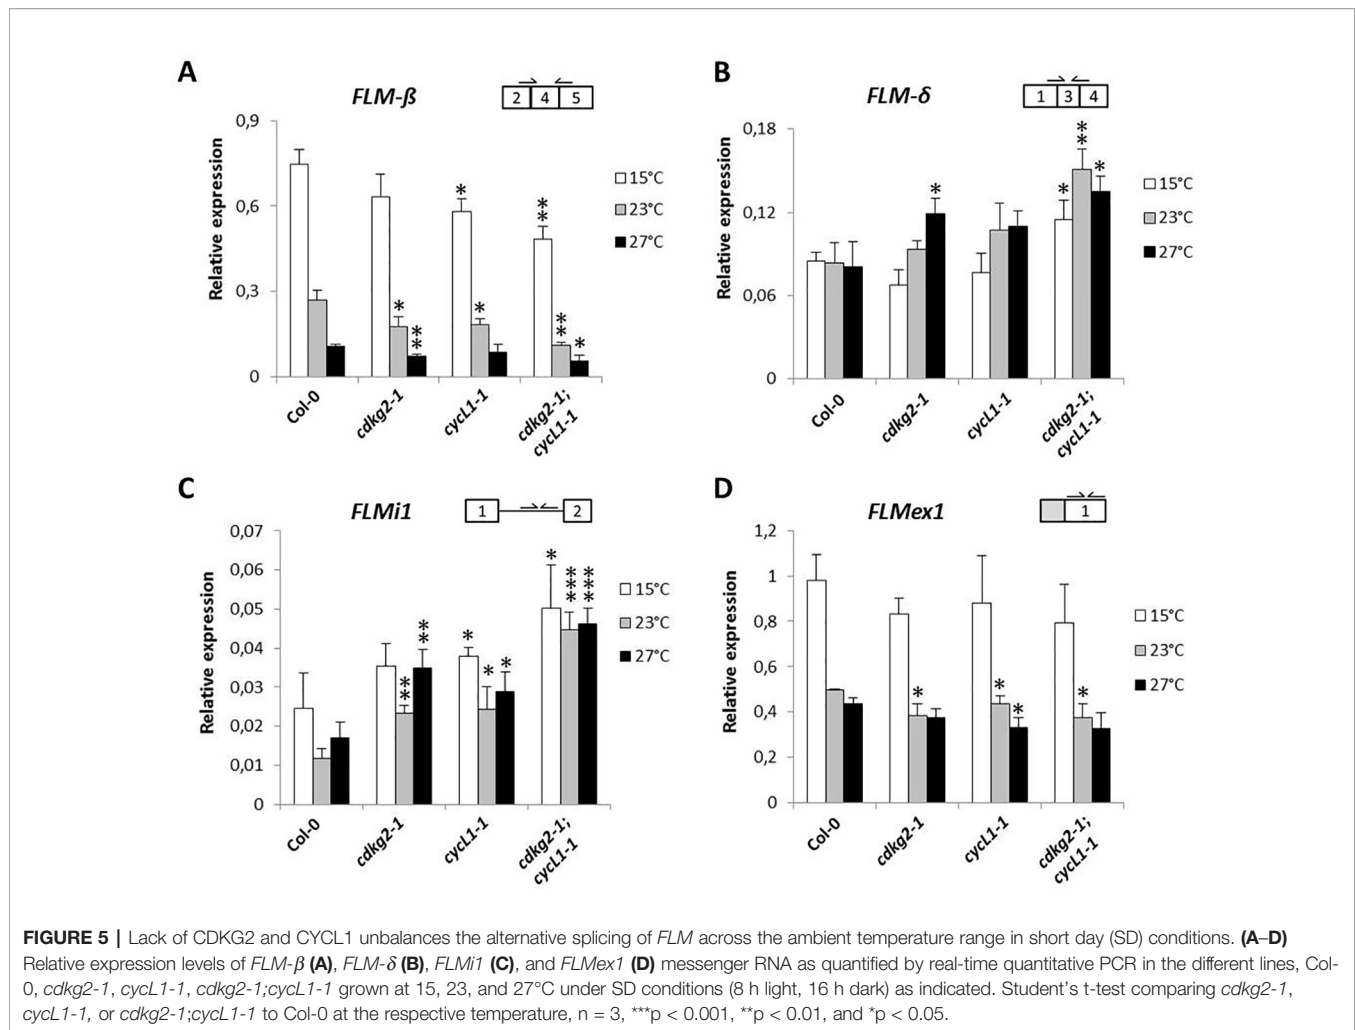 A
FLM-ß
2 4 5
Relative expression
0,9
0,6
0,3
0
15°C
23°C
27°C
*
**
*
*
**
**
*
Col-0
cdkg2-1
cycL1-1
cdkg2-1;
cycL1-1
B
FLM-δ
1 3 4
Relative expression
0,18
0,12
0,06
0
15°C
23°C
27°C
*
*
**
*
Col-0
cdkg2-1
cycL1-1
cdkg2-1;
cycL1-1
C
FLMi1
1 2
Relative expression
0,07
0,06
0,05
0,04
0,03
0,02
0,01
0
15°C
23°C
27°C
**
**
*
*
*
*
***
***
Col-0
cdkg2-1
cycL1-1
cdkg2-1;
cycL1-1
D
FLMex1
1
Relative expression
1,2
1
0,8
0,6
0,4
0,2
0
15°C
23°C
27°C
*
*
*
*
Col-0
cdkg2-1
cycL1-1
cdkg2-1;
cycL1-1
FIGURE 5 | Lack of CDKG2 and CYCL1 unbalances the alternative splicing of FLM across the ambient temperature range in short day (SD) conditions. (A–D)
Relative expression levels of FLM-β (A), FLM-δ (B), FLMi1 (C), and FLMex1 (D) messenger RNA as quantified by real-time quantitative PCR in the different lines, Col-
0, cdkg2-1, cycL1-1, cdkg2-1;cycL1-1 grown at 15, 23, and 27°C under SD conditions (8 h light, 16 h dark) as indicated. Student’s t-test comparing cdkg2-1,
cycL1-1, or cdkg2-1;cycL1-1 to Col-0 at the respective temperature, n = 3, ***p < 0.001, **p < 0.01, and *p < 0.05.